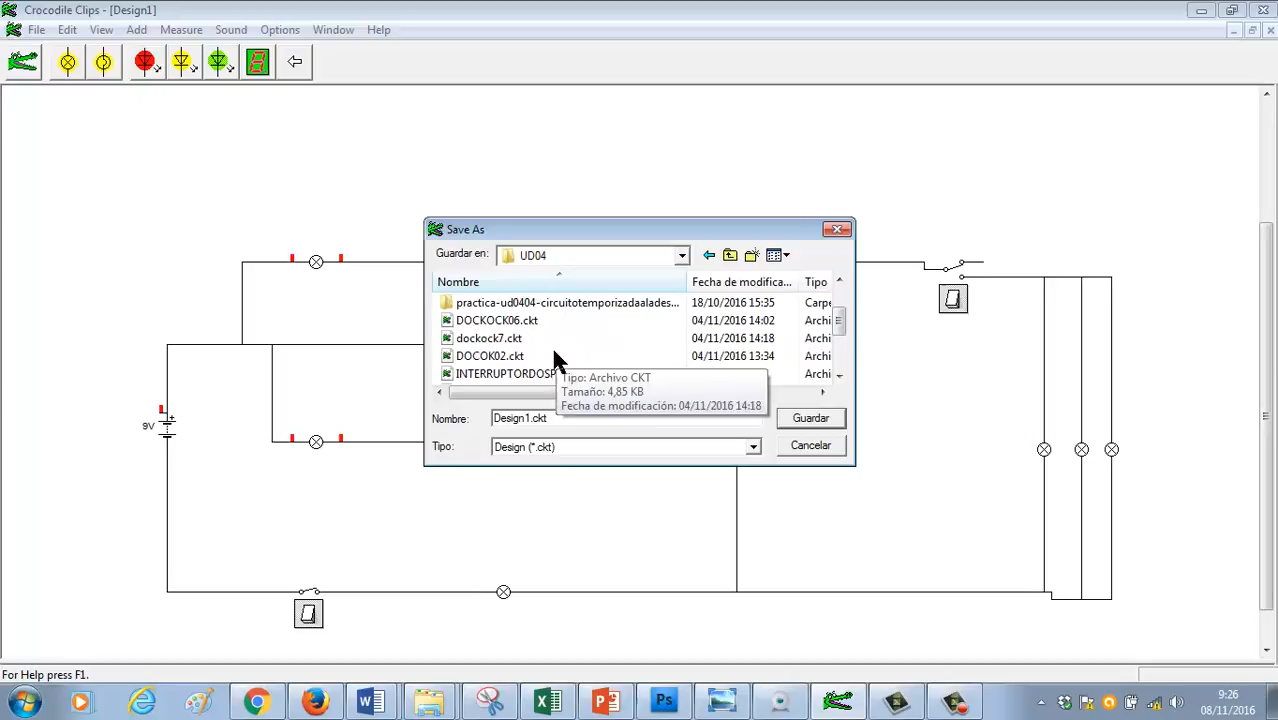 Crocodile Clips - [Design1]
File Edit View Add Measure Sound Options Window Help
Save As
Guardar en: UD04
Nombre Fecha de modifica... Tipo
practica-ud0404-circuitotemporizadaalades... 18/10/2016 15:35 Carpe
DOCKOCK06.ckt 04/11/2016 14:02 Archi
dockock7.ckt 04/11/2016 14:18 Archi
DOCOK02.ckt 04/11/2016 13:34 Archi
INTERRUPTORDOSP Archi
Tipo: Archivo CKT
Tamaño: 4,85 KB
Fecha de modificación: 04/11/2016 14:18
Nombre: Design1.ckt Guardar
Tipo: Design (*.ckt) Cancelar
9V
For Help press F1.
9:26
08/11/2016